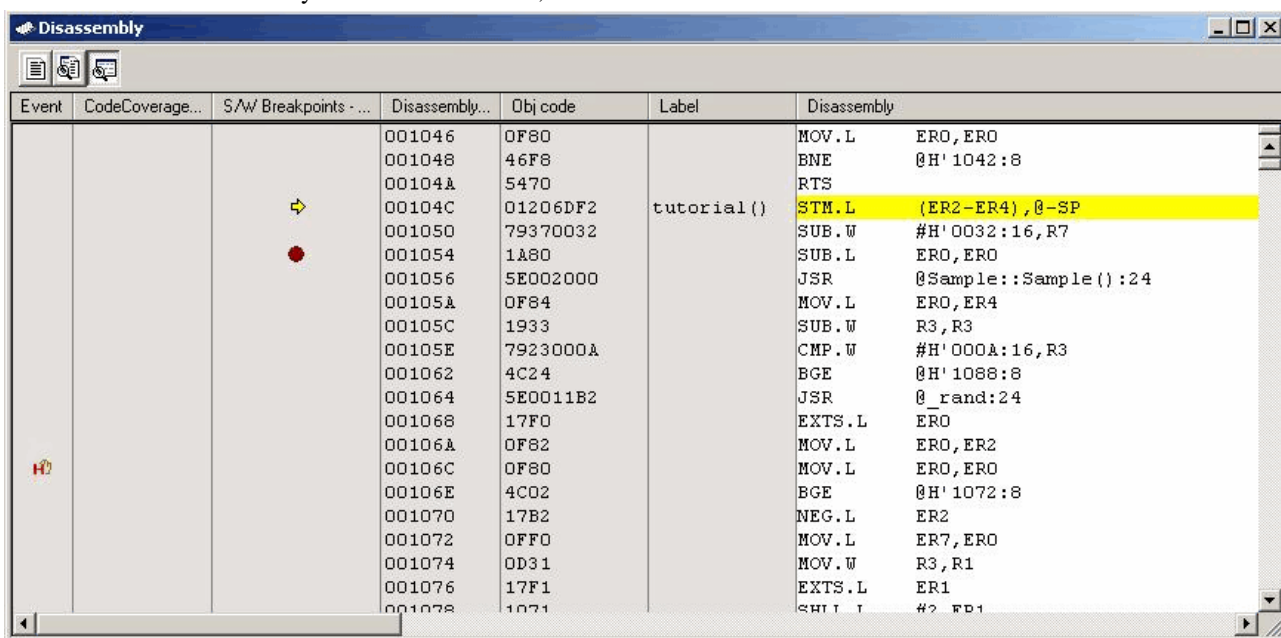 Disassembly
Event CodeCoverage... S/W Breakpoints - ... Disassembly... Obj code Label Disassembly
001046 0F80 MOV.L ER0,ER0
001048 46F8 BNE @H'1042:8
00104A 5470 RTS
00104C 01206DF2 tutorial() STM.L (ER2-ER4),@-SP
001050 79370032 SUB.W #H'0032:16,R7
001054 1A80 SUB.L ER0,ER0
001056 5E002000 JSR @Sample::Sample():24
00105A 0F84 MOV.L ER0,ER4
00105C 1933 SUB.W R3,R3
00105E 7923000A CMP.W #H'000A:16,R3
001062 4C24 BGE @H'1088:8
001064 5E0011B2 JSR @_rand:24
001068 17F0 EXTS.L ER0
00106A 0F82 MOV.L ER0,ER2
H 00106C 0F80 MOV.L ER0,ER0
00106E 4C02 BGE @H'1072:8
001070 17B2 NEG.L ER2
001072 0FF0 MOV.L ER7,ER0
001074 0D31 MOV.W R3,R1
001076 17F1 EXTS.L ER1
001078 1071 SHLL.L #2,ER1